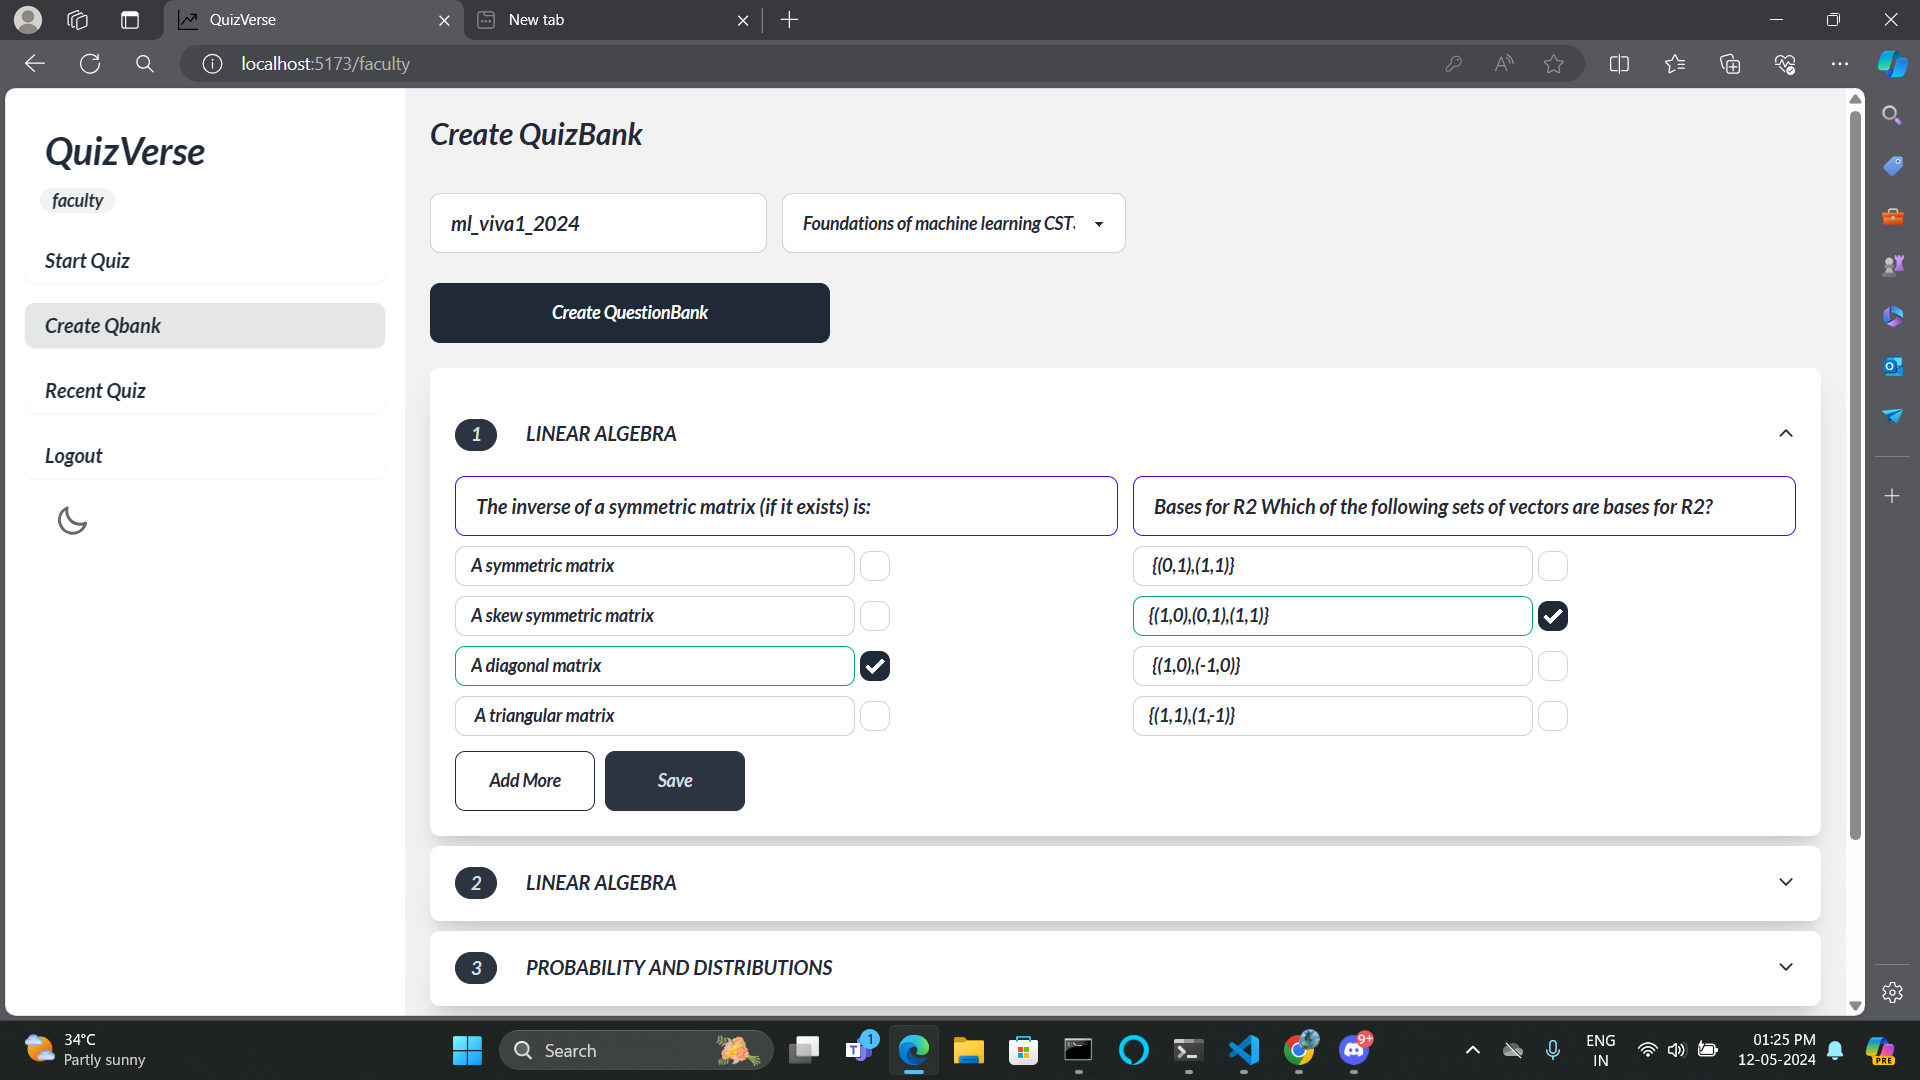 QuizVerse
New tab
localhost:5173/faculty
QuizVerse
faculty
Start Quiz
Create Qbank
Recent Quiz
Logout
Create QuizBank
ml_viva1_2024
Foundations of machine learning CST
Create QuestionBank
1 LINEAR ALGEBRA
The inverse of a symmetric matrix (if it exists) is:
A symmetric matrix
A skew symmetric matrix
A diagonal matrix
A triangular matrix
Bases for R2 Which of the following sets of vectors are bases for R2?
{(0,1),(1,1)}
{(1,0),(0,1),(1,1)}
{(1,0),(-1,0)}
{(1,1),(1,-1)}
Add More
Save
2 LINEAR ALGEBRA
3 PROBABILITY AND DISTRIBUTIONS
34°C
Partly sunny
Search
1
9+
ENG
IN
01:25 PM
12-05-2024
PRE